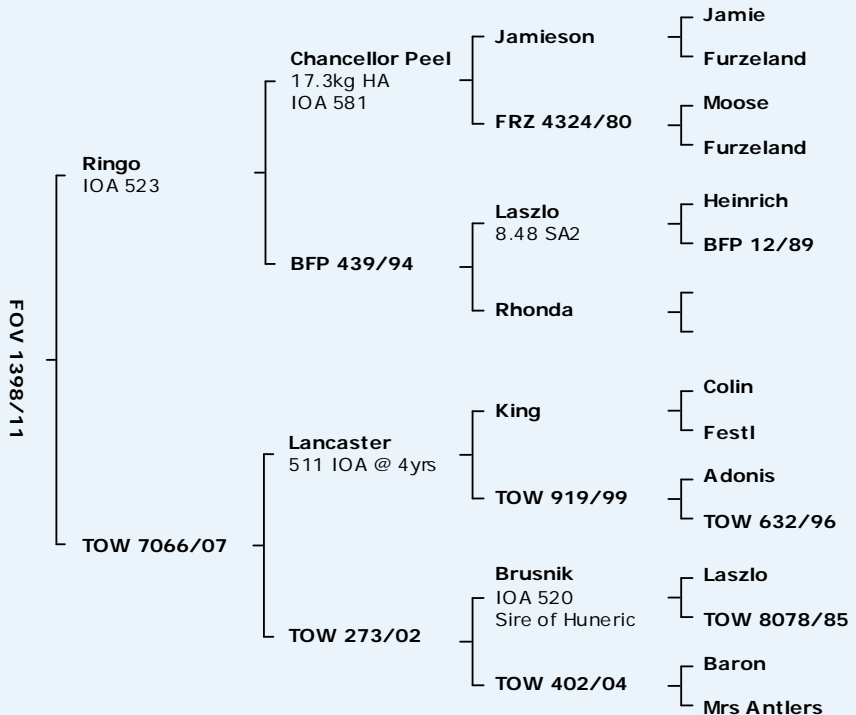 FOV 1398/11
Ringo
IOA 523
Chancellor Peel
17.3kg HA
IOA 581
Jamieson
Jamie
Furzeland
FRZ 4324/80
Moose
Furzeland
BFP 439/94
Laszlo
8.48 SA2
Heinrich
BFP 12/89
Rhonda
TOW 7066/07
Lancaster
511 IOA @ 4yrs
King
Colin
Festl
TOW 919/99
Adonis
TOW 632/96
TOW 273/02
Brusnik
IOA 520
Sire of Huneric
Laszlo
TOW 8078/85
TOW 402/04
Baron
Mrs Antlers